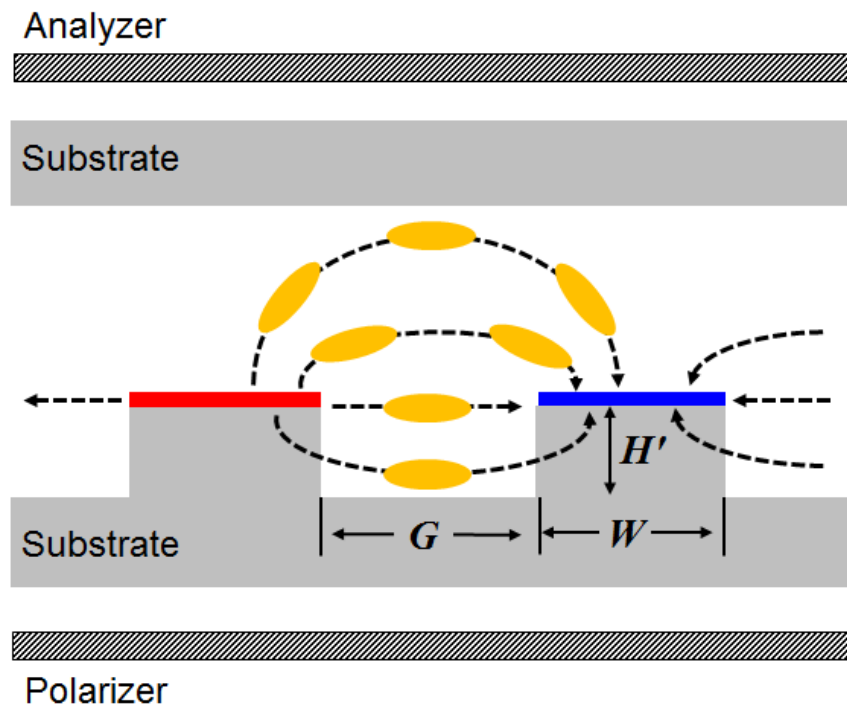 Analyzer
Substrate
H′
Substrate
G
W
Polarizer